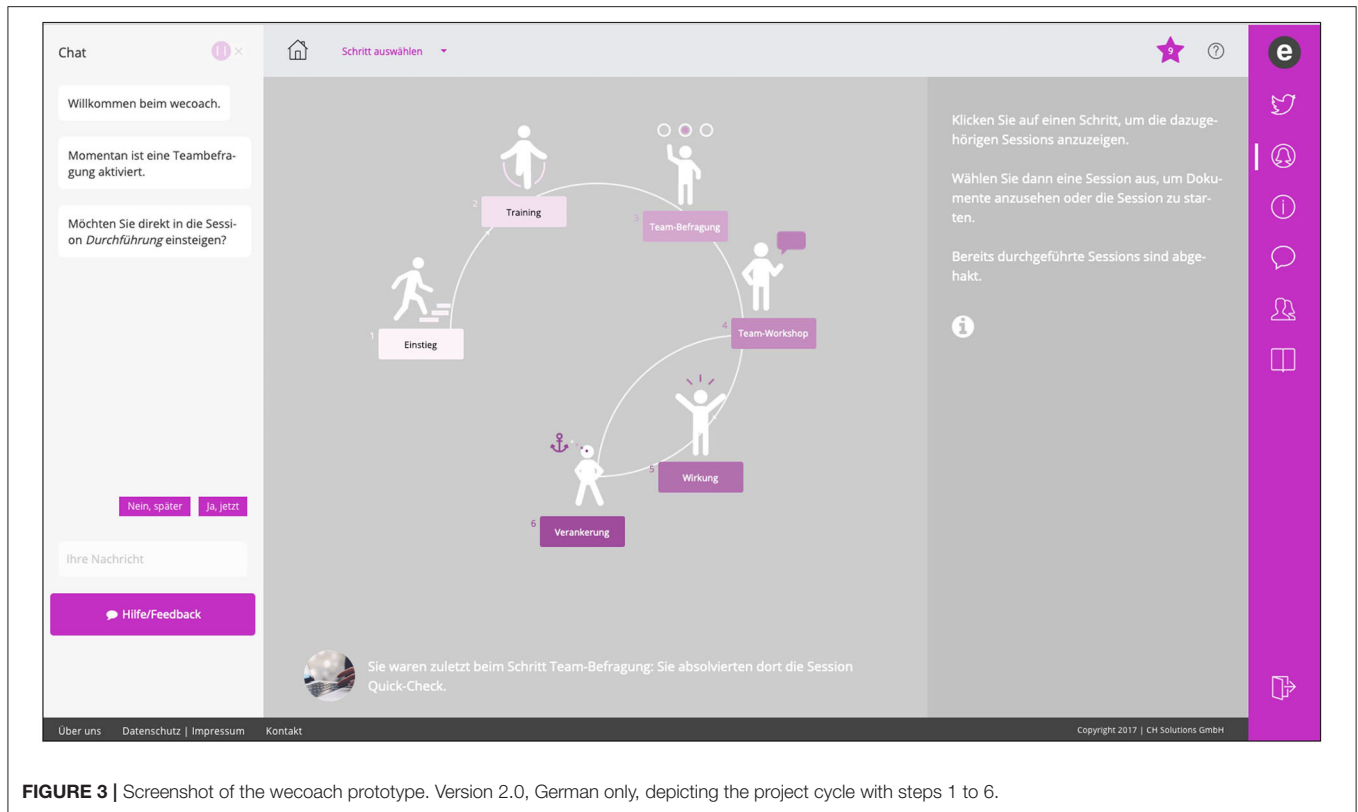 Chat
Schritt auswählen
9
?
e
Willkommen beim wecoach.
Momentan ist eine Teambefra-
gung aktiviert.
Möchten Sie direkt in die Sessi-
on Durchführung einsteigen?
Nein, später
Ja, jetzt
Ihre Nachricht
Hilfe/Feedback
1
Einstieg
2
Training
3
Team-Befragung
4
Team-Workshop
5
Wirkung
6
Verankerung
Sie waren zuletzt beim Schritt Team-Befragung: Sie absolvierten dort die Session
Quick-Check.
Klicken Sie auf einen Schritt, um die dazuge-
hörigen Sessions anzuzeigen.
Wählen Sie dann eine Session aus, um Doku-
mente anzusehen oder die Session zu star-
ten.
Bereits durchgeführte Sessions sind abge-
hakt.
Über uns
Datenschutz | Impressum
Kontakt
Copyright 2017 | CH Solutions GmbH
FIGURE 3 | Screenshot of the wecoach prototype. Version 2.0, German only, depicting the project cycle with steps 1 to 6.